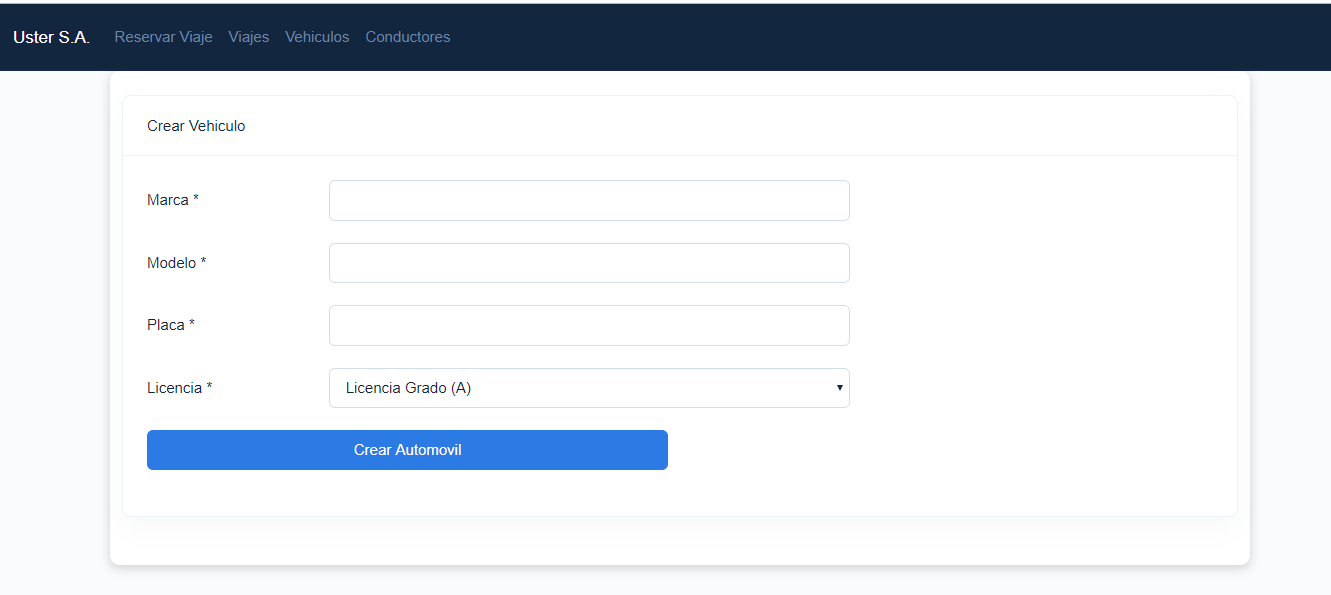 Uster S.A. Reservar Viaje Viajes Vehiculos Conductores
Crear Vehiculo
Marca *
Modelo *
Placa *
Licencia * Licencia Grado (A)
Crear Automovil